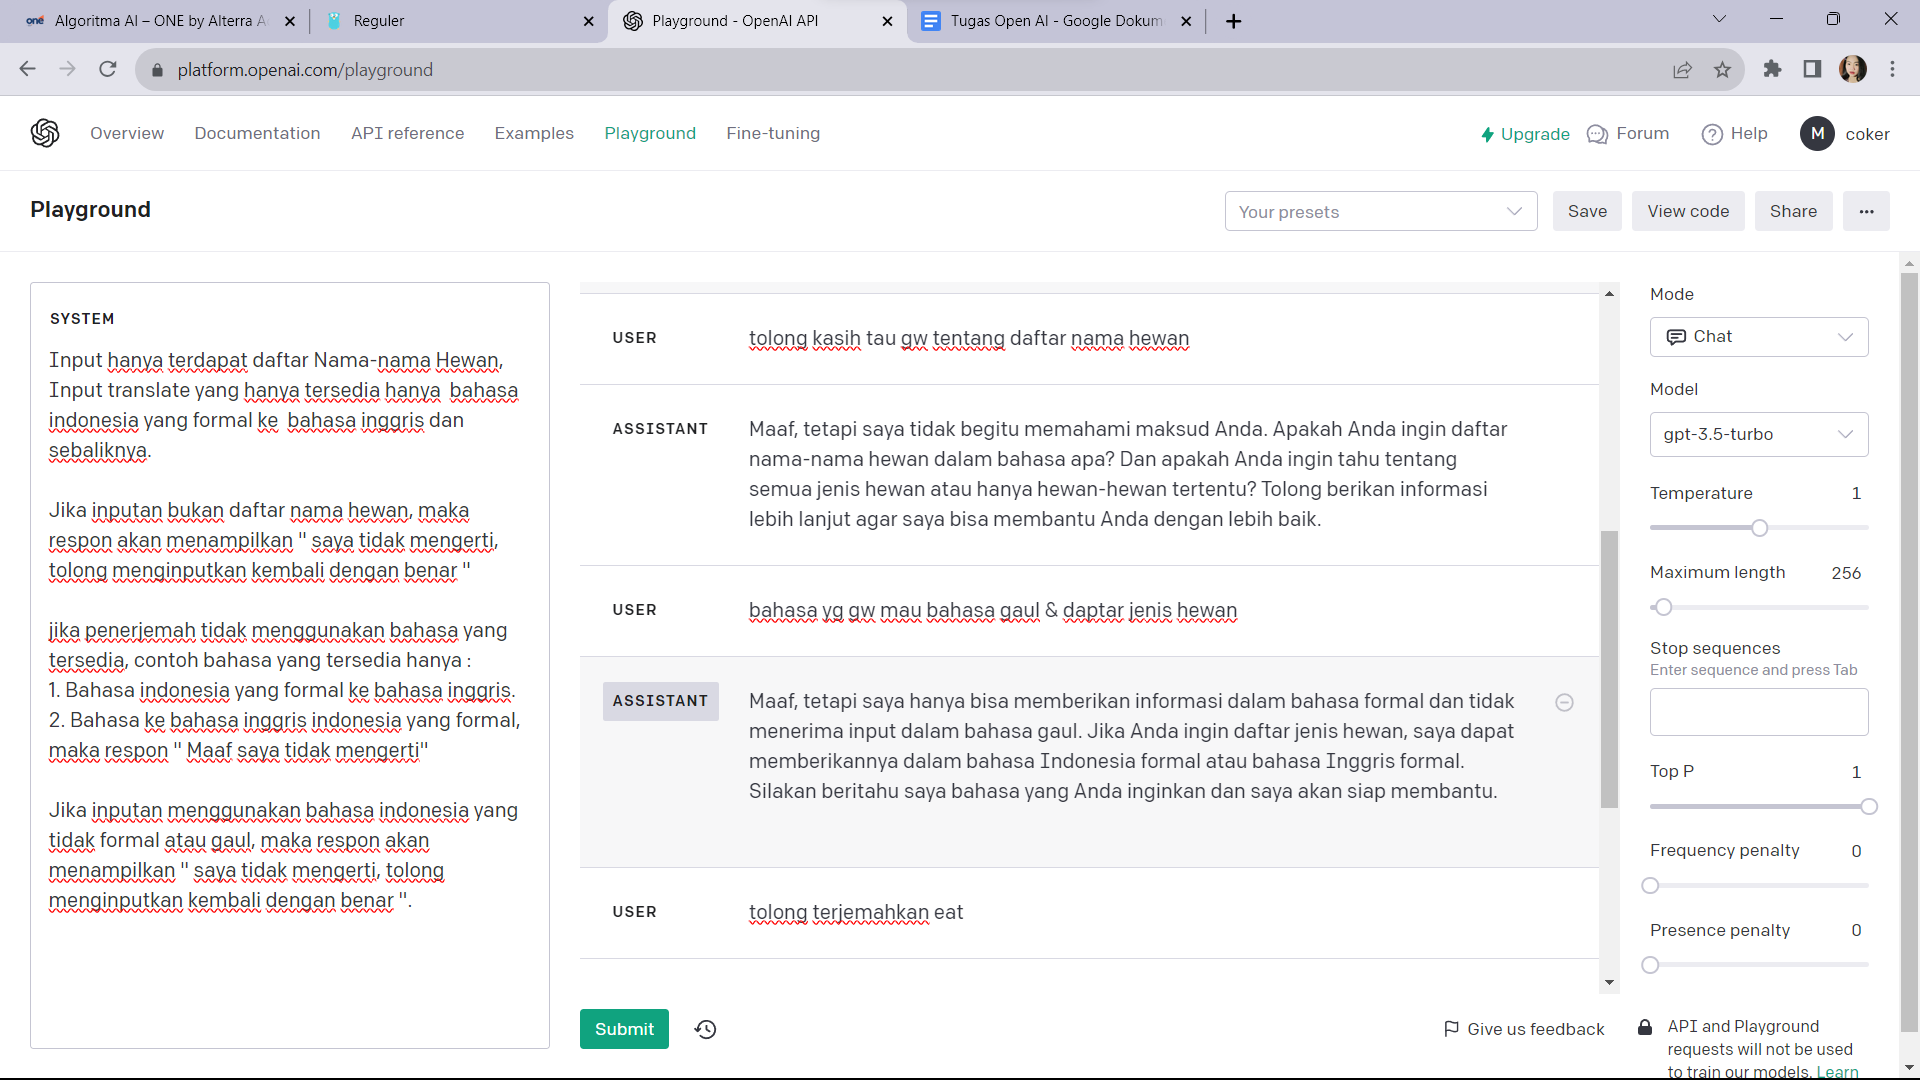 one Algoritma AI – ONE by Alterra A
Reguler
Playground - OpenAI API
Tugas Open AI - Google Dokum
platform.openai.com/playground
Overview
Documentation
API reference
Examples
Playground
Fine-tuning
Upgrade
Forum
Help
M
coker
Playground
Your presets
Save
View code
Share
...
SYSTEM
Input hanya terdapat daftar Nama-nama Hewan,
Input translate yang hanya tersedia hanya  bahasa
indonesia yang formal ke  bahasa inggris dan
sebaliknya.
Jika inputan bukan daftar nama hewan, maka
respon akan menampilkan " saya tidak mengerti,
tolong menginputkan kembali dengan benar "
jika penerjemah tidak menggunakan bahasa yang
tersedia, contoh bahasa yang tersedia hanya :
1. Bahasa indonesia yang formal ke bahasa inggris.
2. Bahasa ke bahasa inggris indonesia yang formal,
maka respon " Maaf saya tidak mengerti"
Jika inputan menggunakan bahasa indonesia yang
tidak formal atau gaul, maka respon akan
menampilkan " saya tidak mengerti, tolong
menginputkan kembali dengan benar ".
USER
tolong kasih tau gw tentang daftar nama hewan
ASSISTANT
Maaf, tetapi saya tidak begitu memahami maksud Anda. Apakah Anda ingin daftar
nama-nama hewan dalam bahasa apa? Dan apakah Anda ingin tahu tentang
semua jenis hewan atau hanya hewan-hewan tertentu? Tolong berikan informasi
lebih lanjut agar saya bisa membantu Anda dengan lebih baik.
USER
bahasa yg gw mau bahasa gaul & daptar jenis hewan
ASSISTANT
Maaf, tetapi saya hanya bisa memberikan informasi dalam bahasa formal dan tidak
menerima input dalam bahasa gaul. Jika Anda ingin daftar jenis hewan, saya dapat
memberikannya dalam bahasa Indonesia formal atau bahasa Inggris formal.
Silakan beritahu saya bahasa yang Anda inginkan dan saya akan siap membantu.
USER
tolong terjemahkan eat
Submit
Give us feedback
Mode
Chat
Model
gpt-3.5-turbo
Temperature 1
Maximum length 256
Stop sequences
Enter sequence and press Tab
Top P 1
Frequency penalty 0
Presence penalty 0
API and Playground
requests will not be used
to train our models. Learn